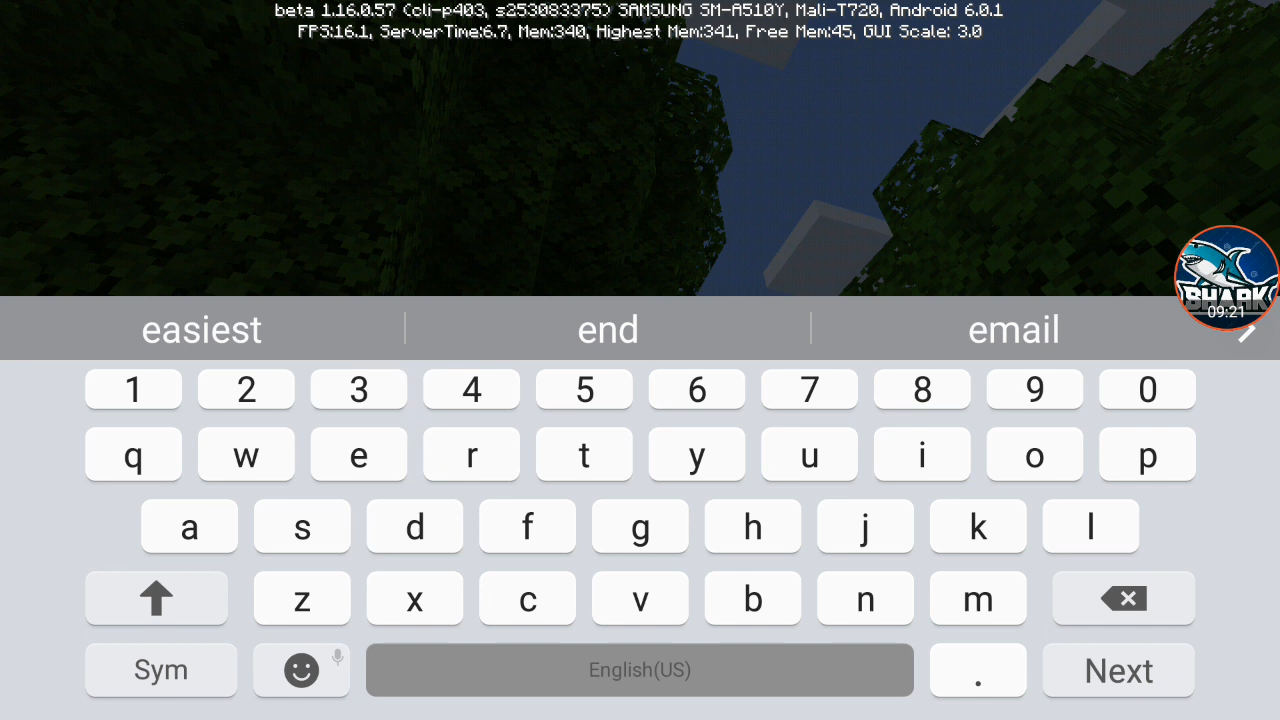 beta 1.16.0.57 (cli-p403, s253083375) SAMSUNG SM-A510Y, Mali-T720, Android 6.0.1
FPS:16.1, ServerTime:6.7, Mem:340, Highest Mem:341, Free Mem:45, GUI Scale: 3.0
SHARK
09:21
easiest end email
1 2 3 4 5 6 7 8 9 0
q w e r t y u i o p
a s d f g h j k l
z x c v b n m
Sym English(US) . Next